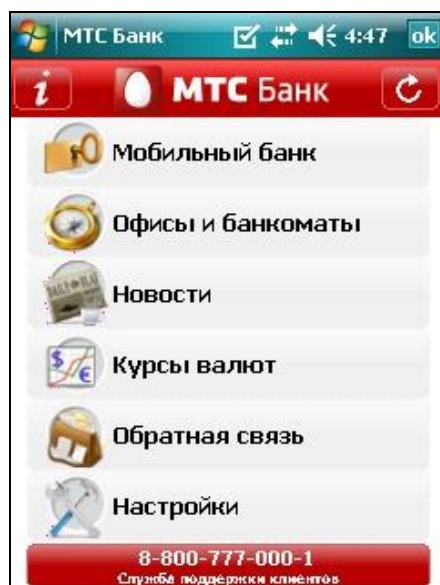 МТС Банк 4:47 ok
i МТС Банк
Мобильный банк
Офисы и банкоматы
Новости
Курсы валют
Обратная связь
Настройки
8-800-777-000-1
Служба поддержки клиентов